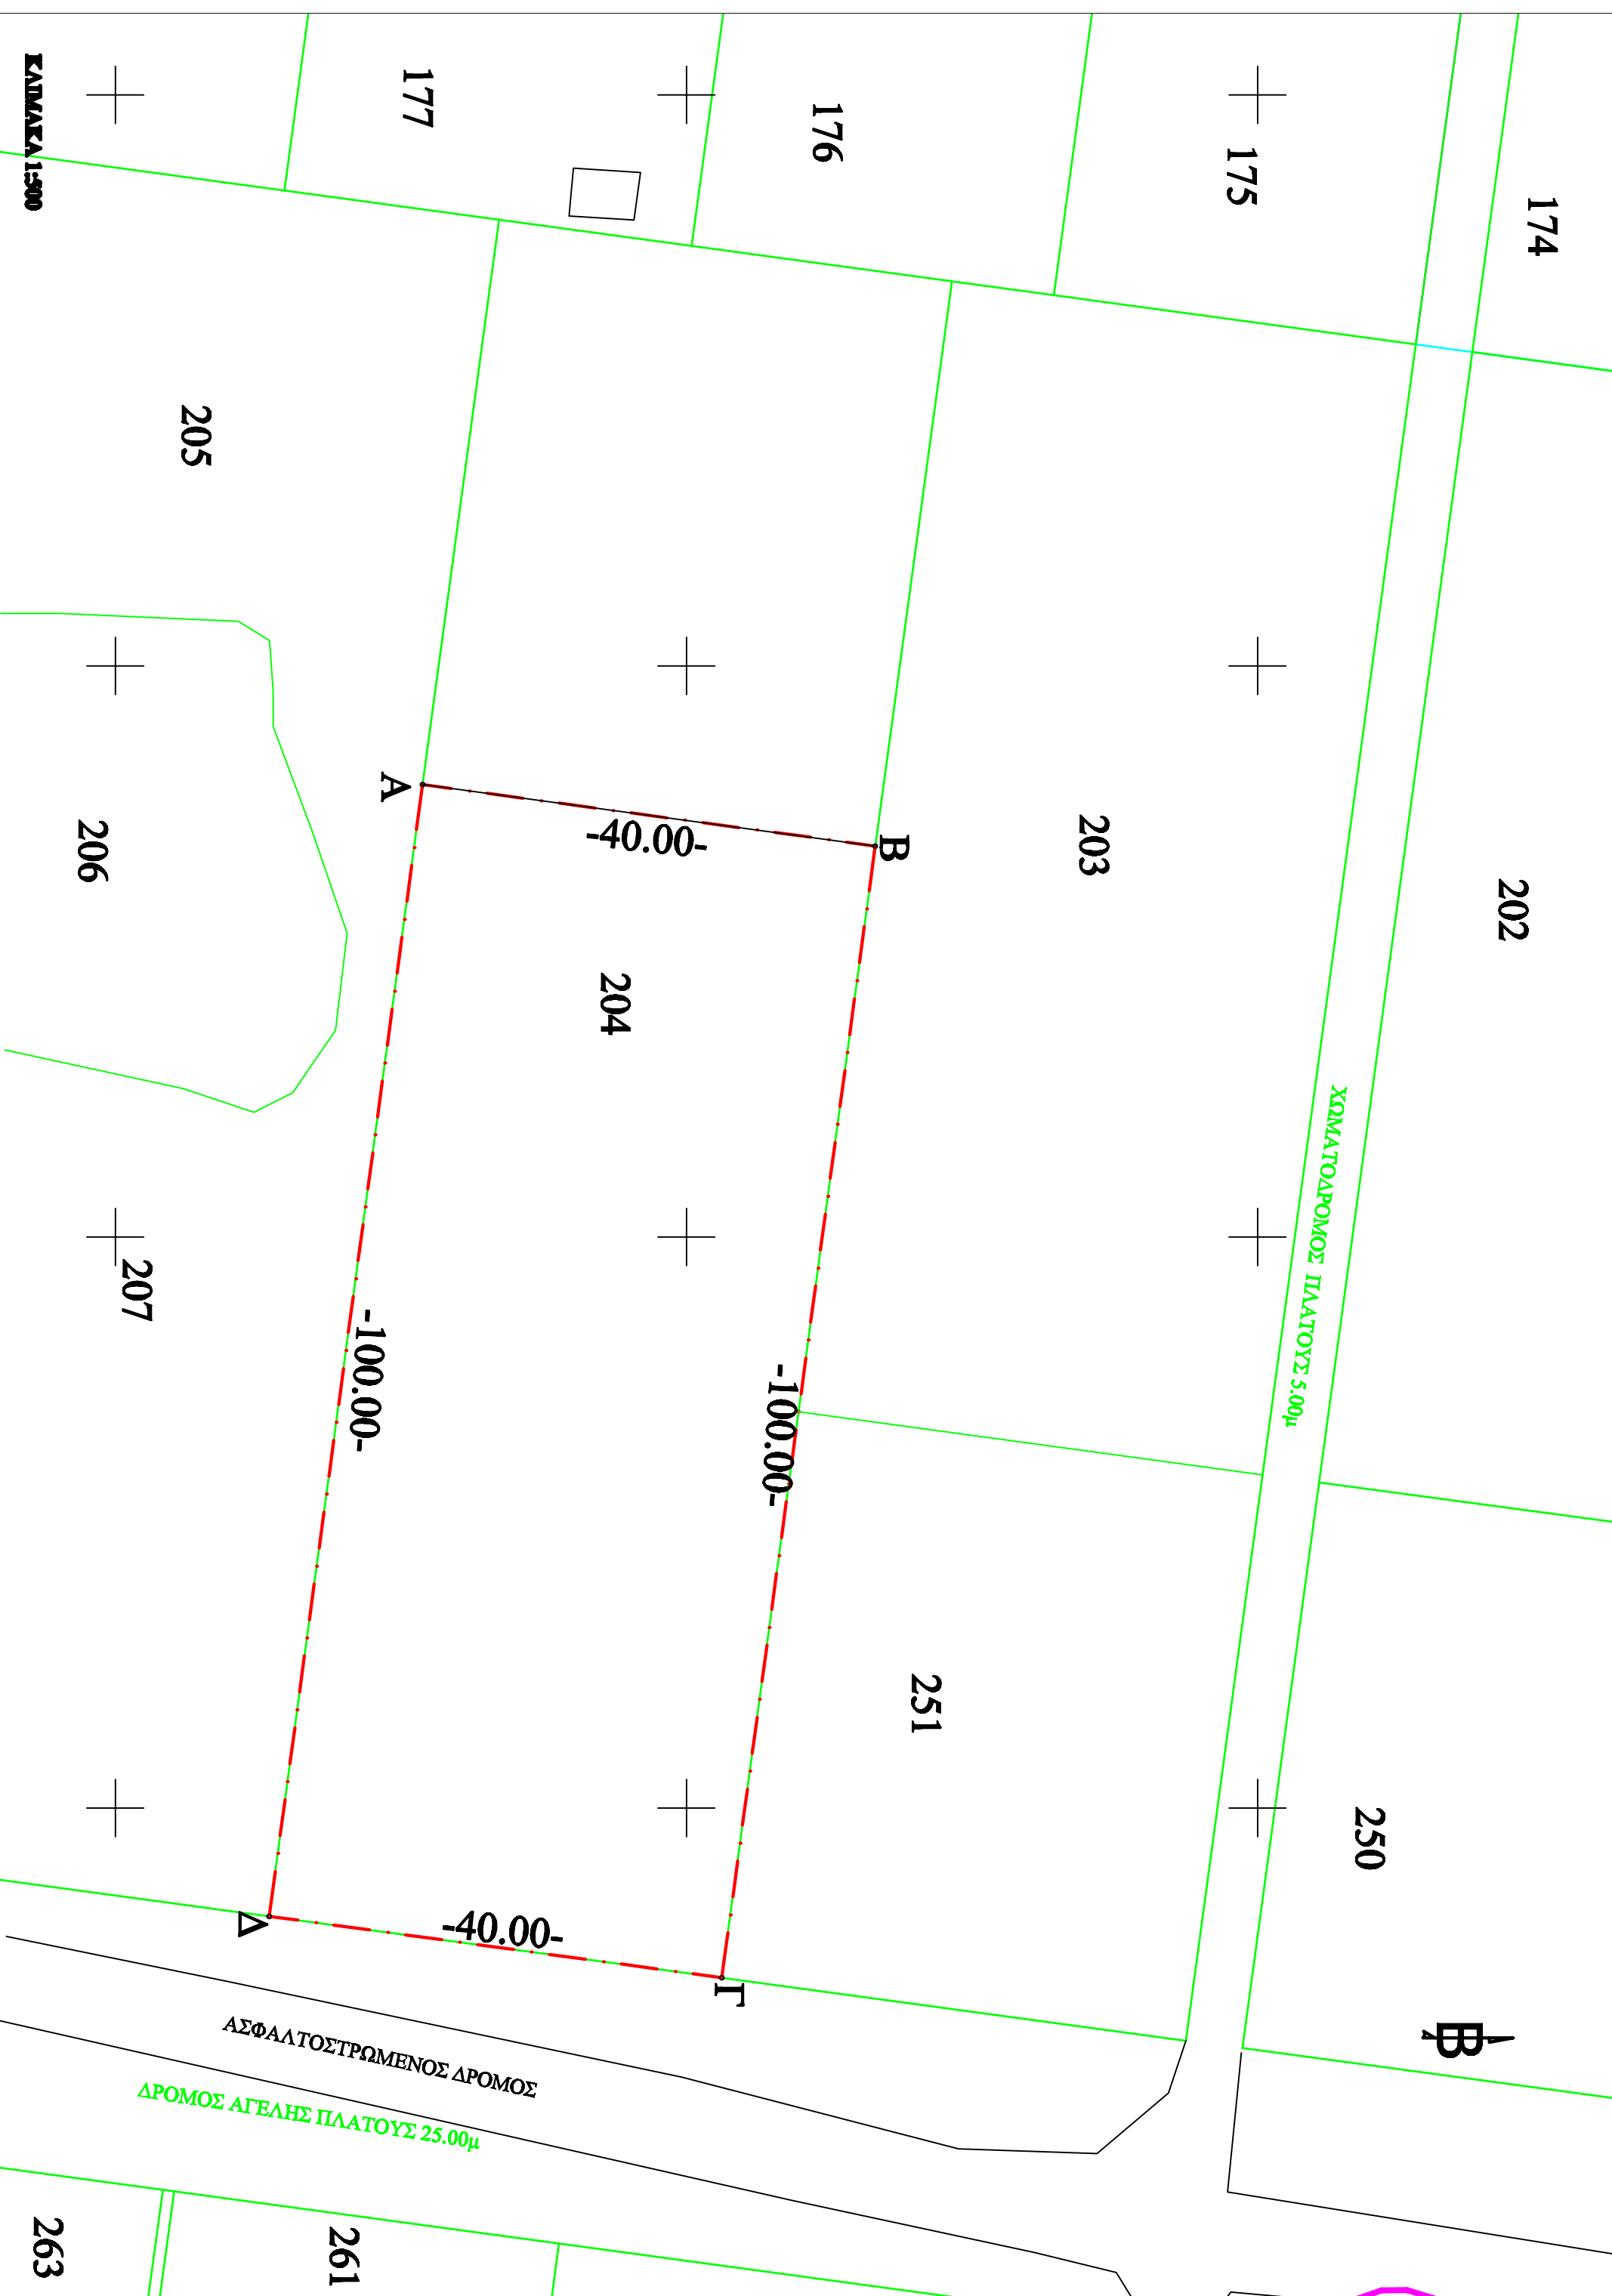 ΚΛΙΜΑΚΑ 1:500
177
176
175
174
205
206
Α
Β
-40.00-
203
202
204
ΧΩΜΑΤΟΔΡΟΜΟΣ ΠΛΑΤΟΥΣ 5.00μ
207
-100.00-
-100.00-
251
250
Δ
-40.00-
Γ
Β
ΑΣΦΑΛΤΟΣΤΡΩΜΕΝΟΣ ΔΡΟΜΟΣ
ΔΡΟΜΟΣ ΑΓΕΛΗΣ ΠΛΑΤΟΥΣ 25.00μ
263
261